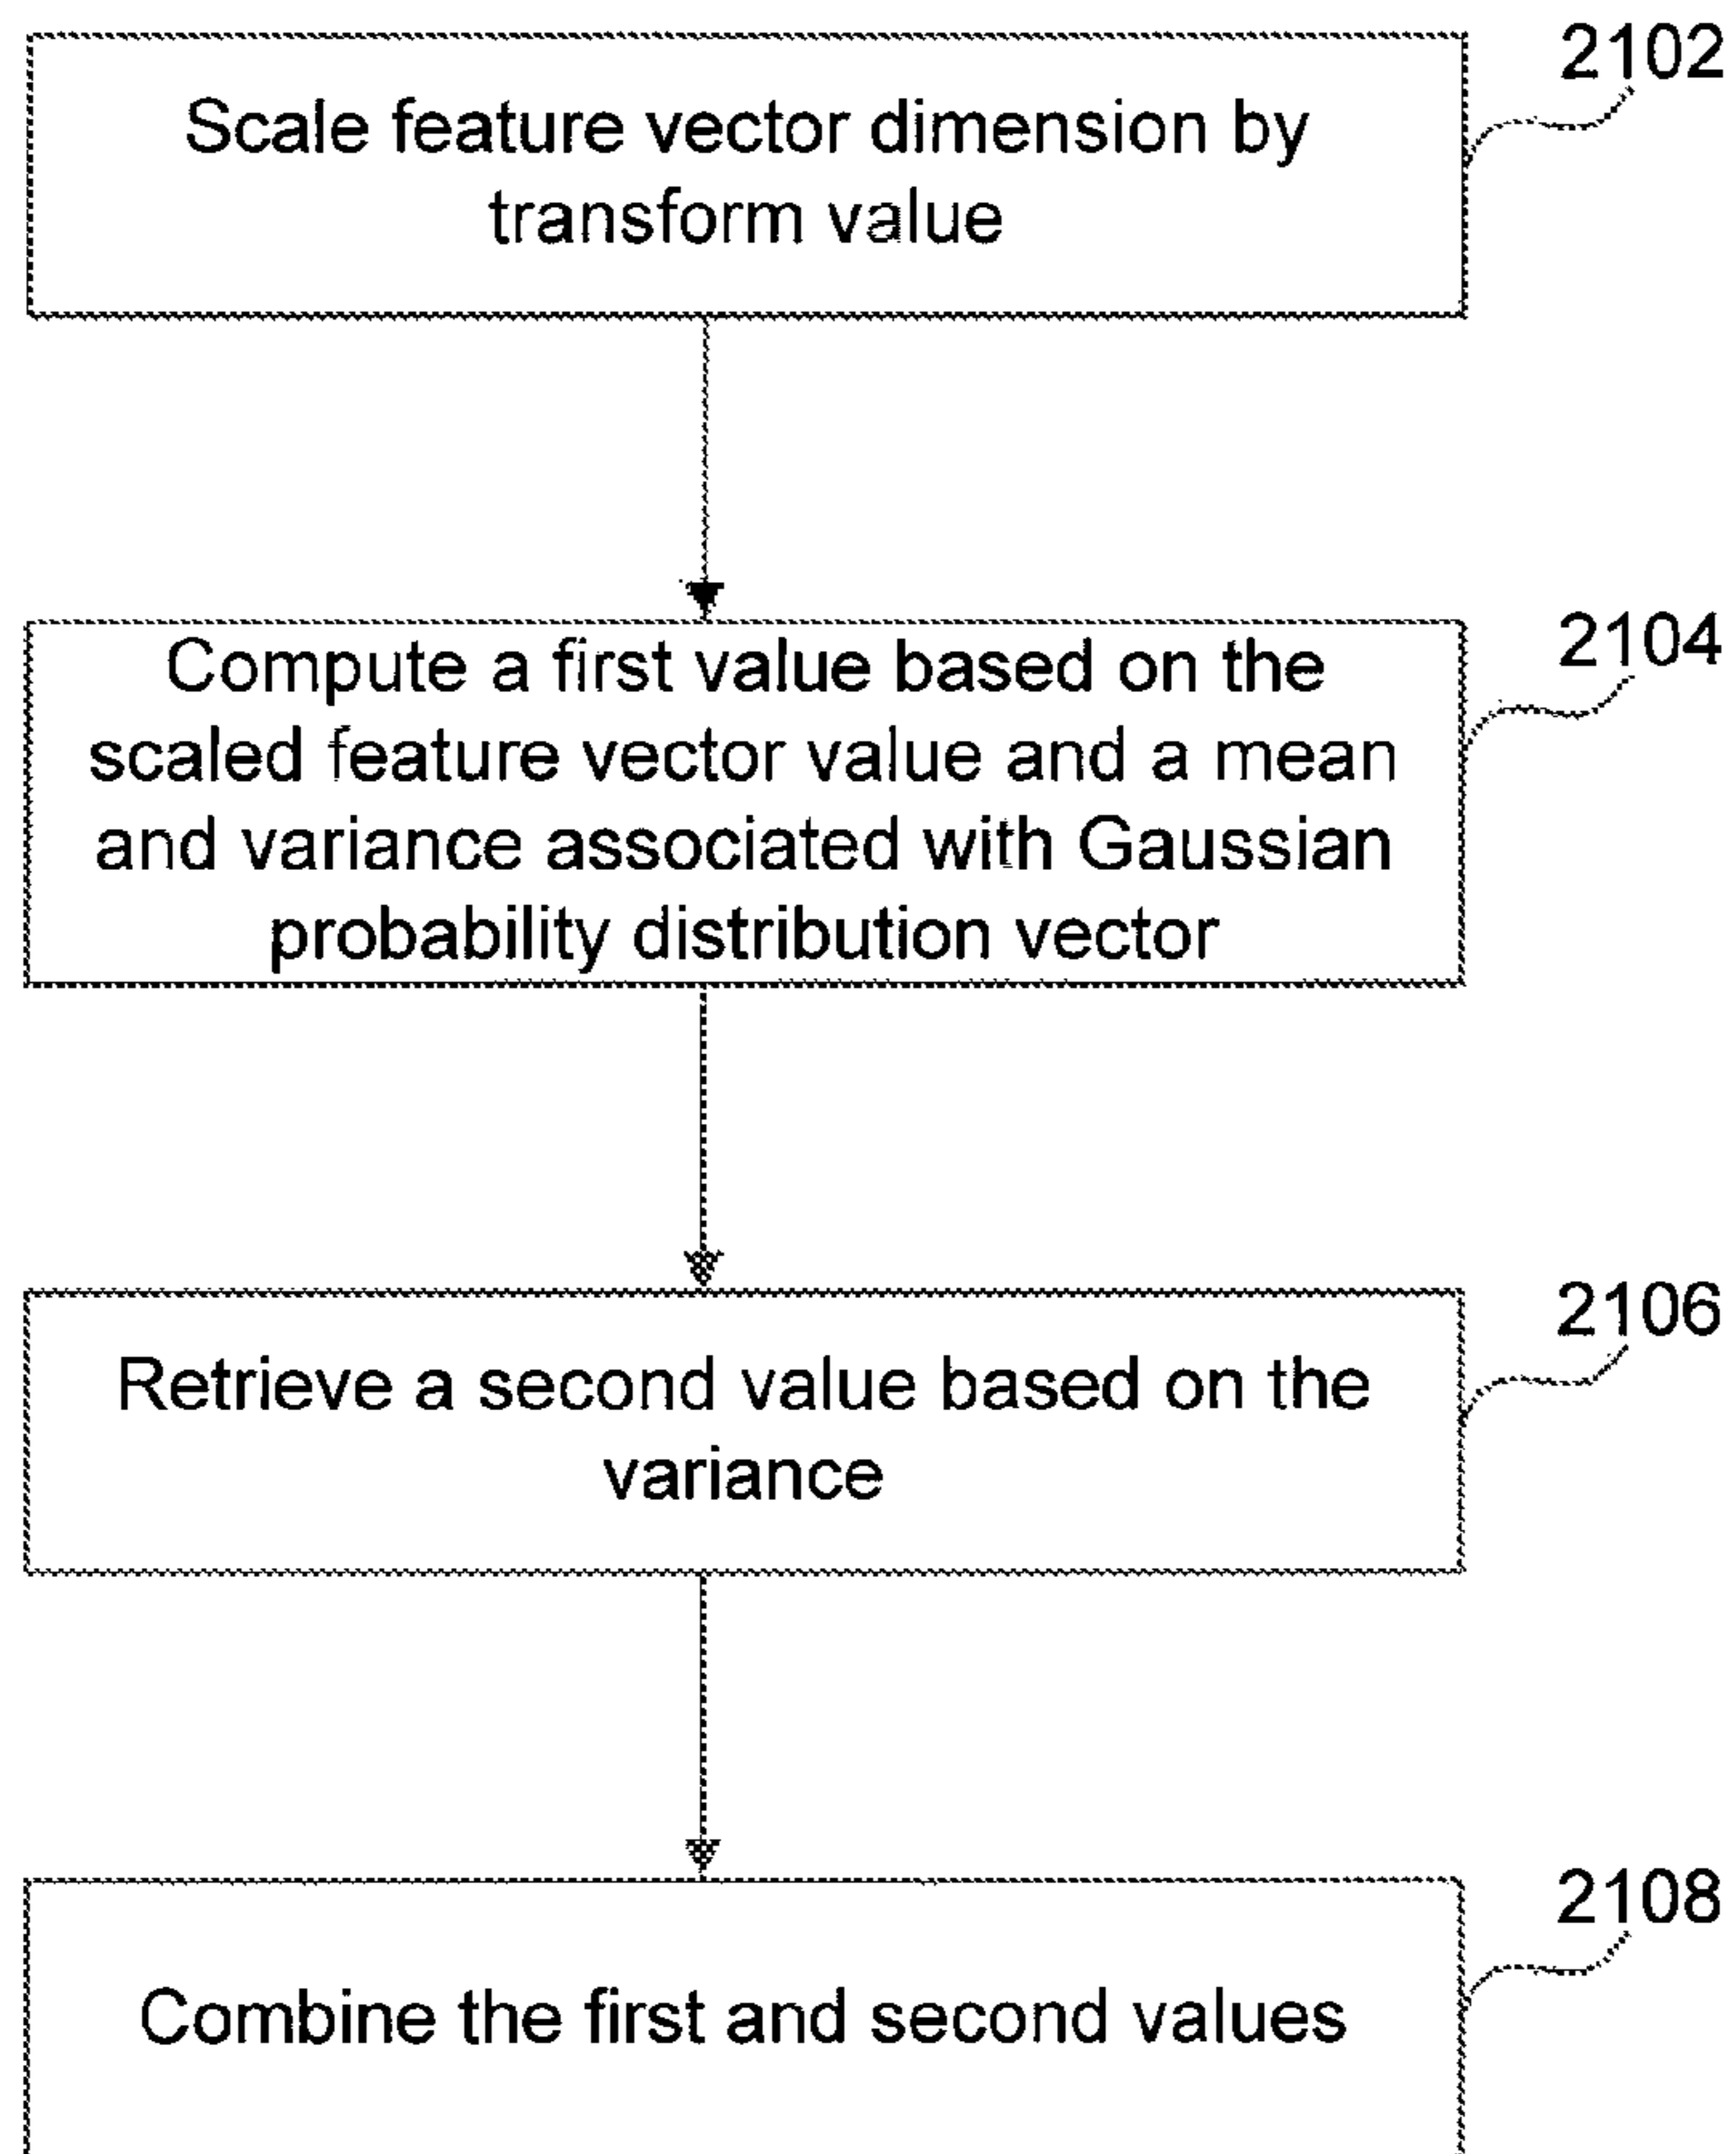 2102
Scale feature vector dimension by
transform value
2104
Compute a first value based on the
scaled feature vector value and a mean
and variance associated with Gaussian
probability distribution vector
2106
Retrieve a second value based on the
variance
2108
Combine the first and second values